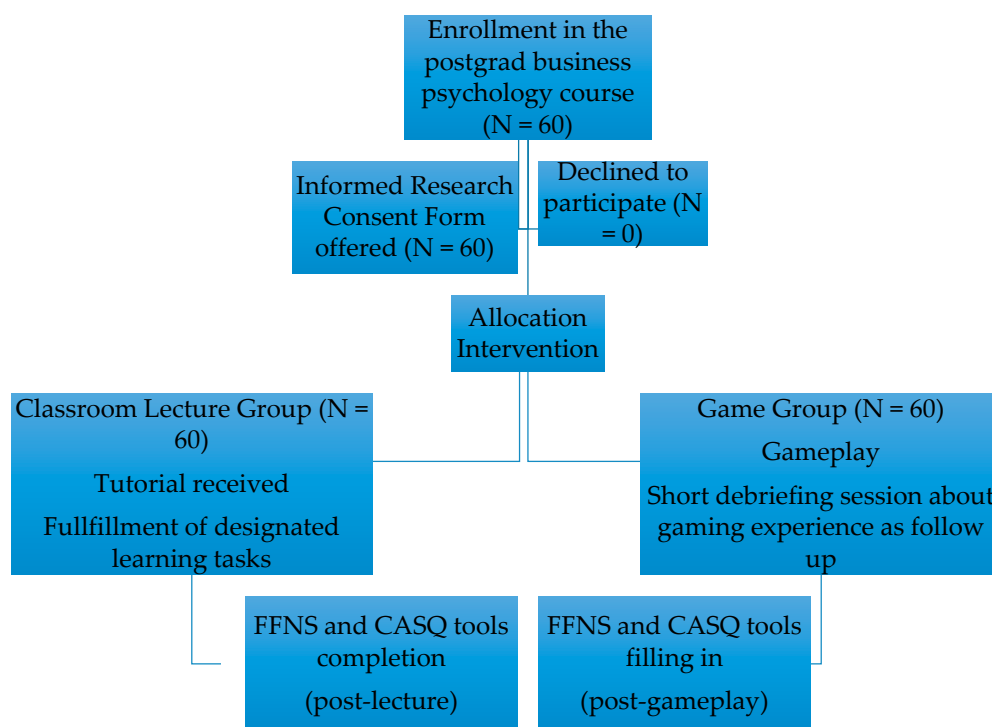 Enrollment in the
postgrad business
psychology course
(N = 60)
Informed Research
Consent Form
offered (N = 60)
Declined to
participate (N
= 0)
Allocation
Intervention
Classroom Lecture Group (N =
60)
Tutorial received
Fullfillment of designated
learning tasks
Game Group (N = 60)
Gameplay
Short debriefing session about
gaming experience as follow
up
FFNS and CASQ tools
completion
(post-lecture)
FFNS and CASQ tools
filling in
(post-gameplay)